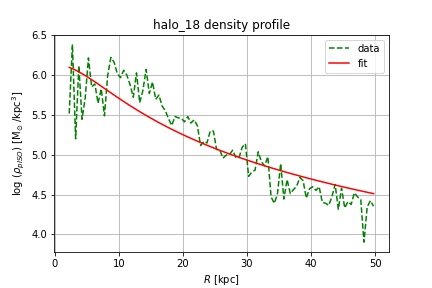 halo_18 density profile
log (ρ_pISO) [M_⊙ /kpc³]
6.5
6.0
5.5
5.0
4.5
4.0
data
fit
0 10 20 30 40 50
R [kpc]